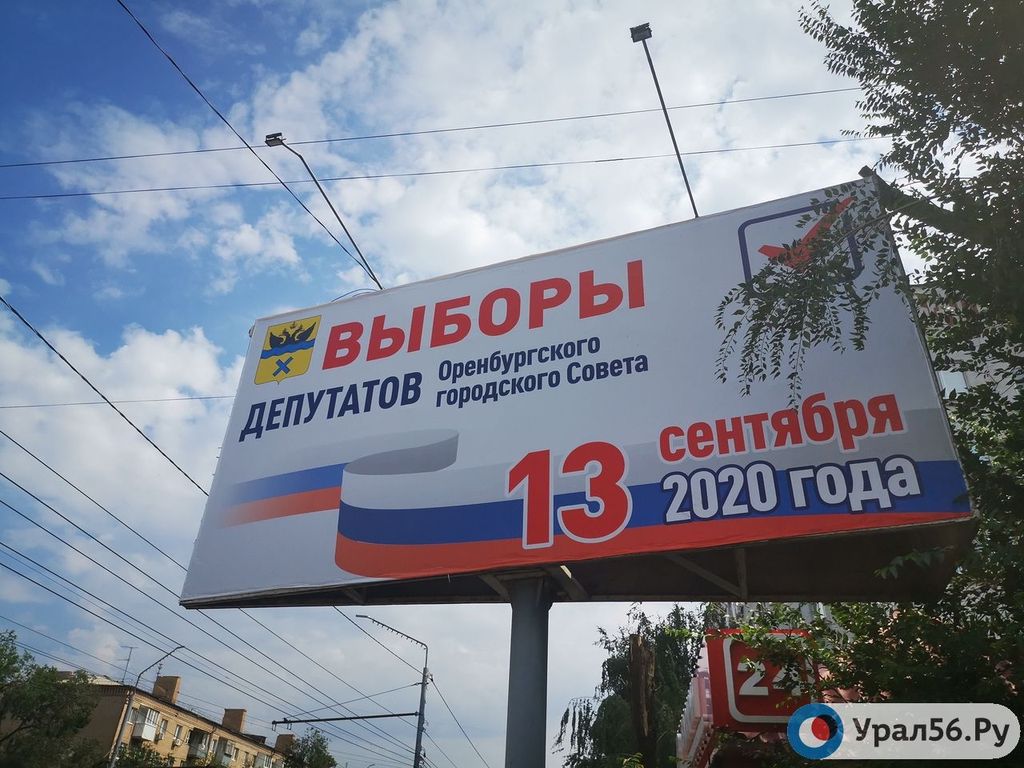 ВЫБОРЫ
ДЕПУТАТОВ
Оренбургского
городского Совета
13
сентября
2020 года
24
Урал56.Ру